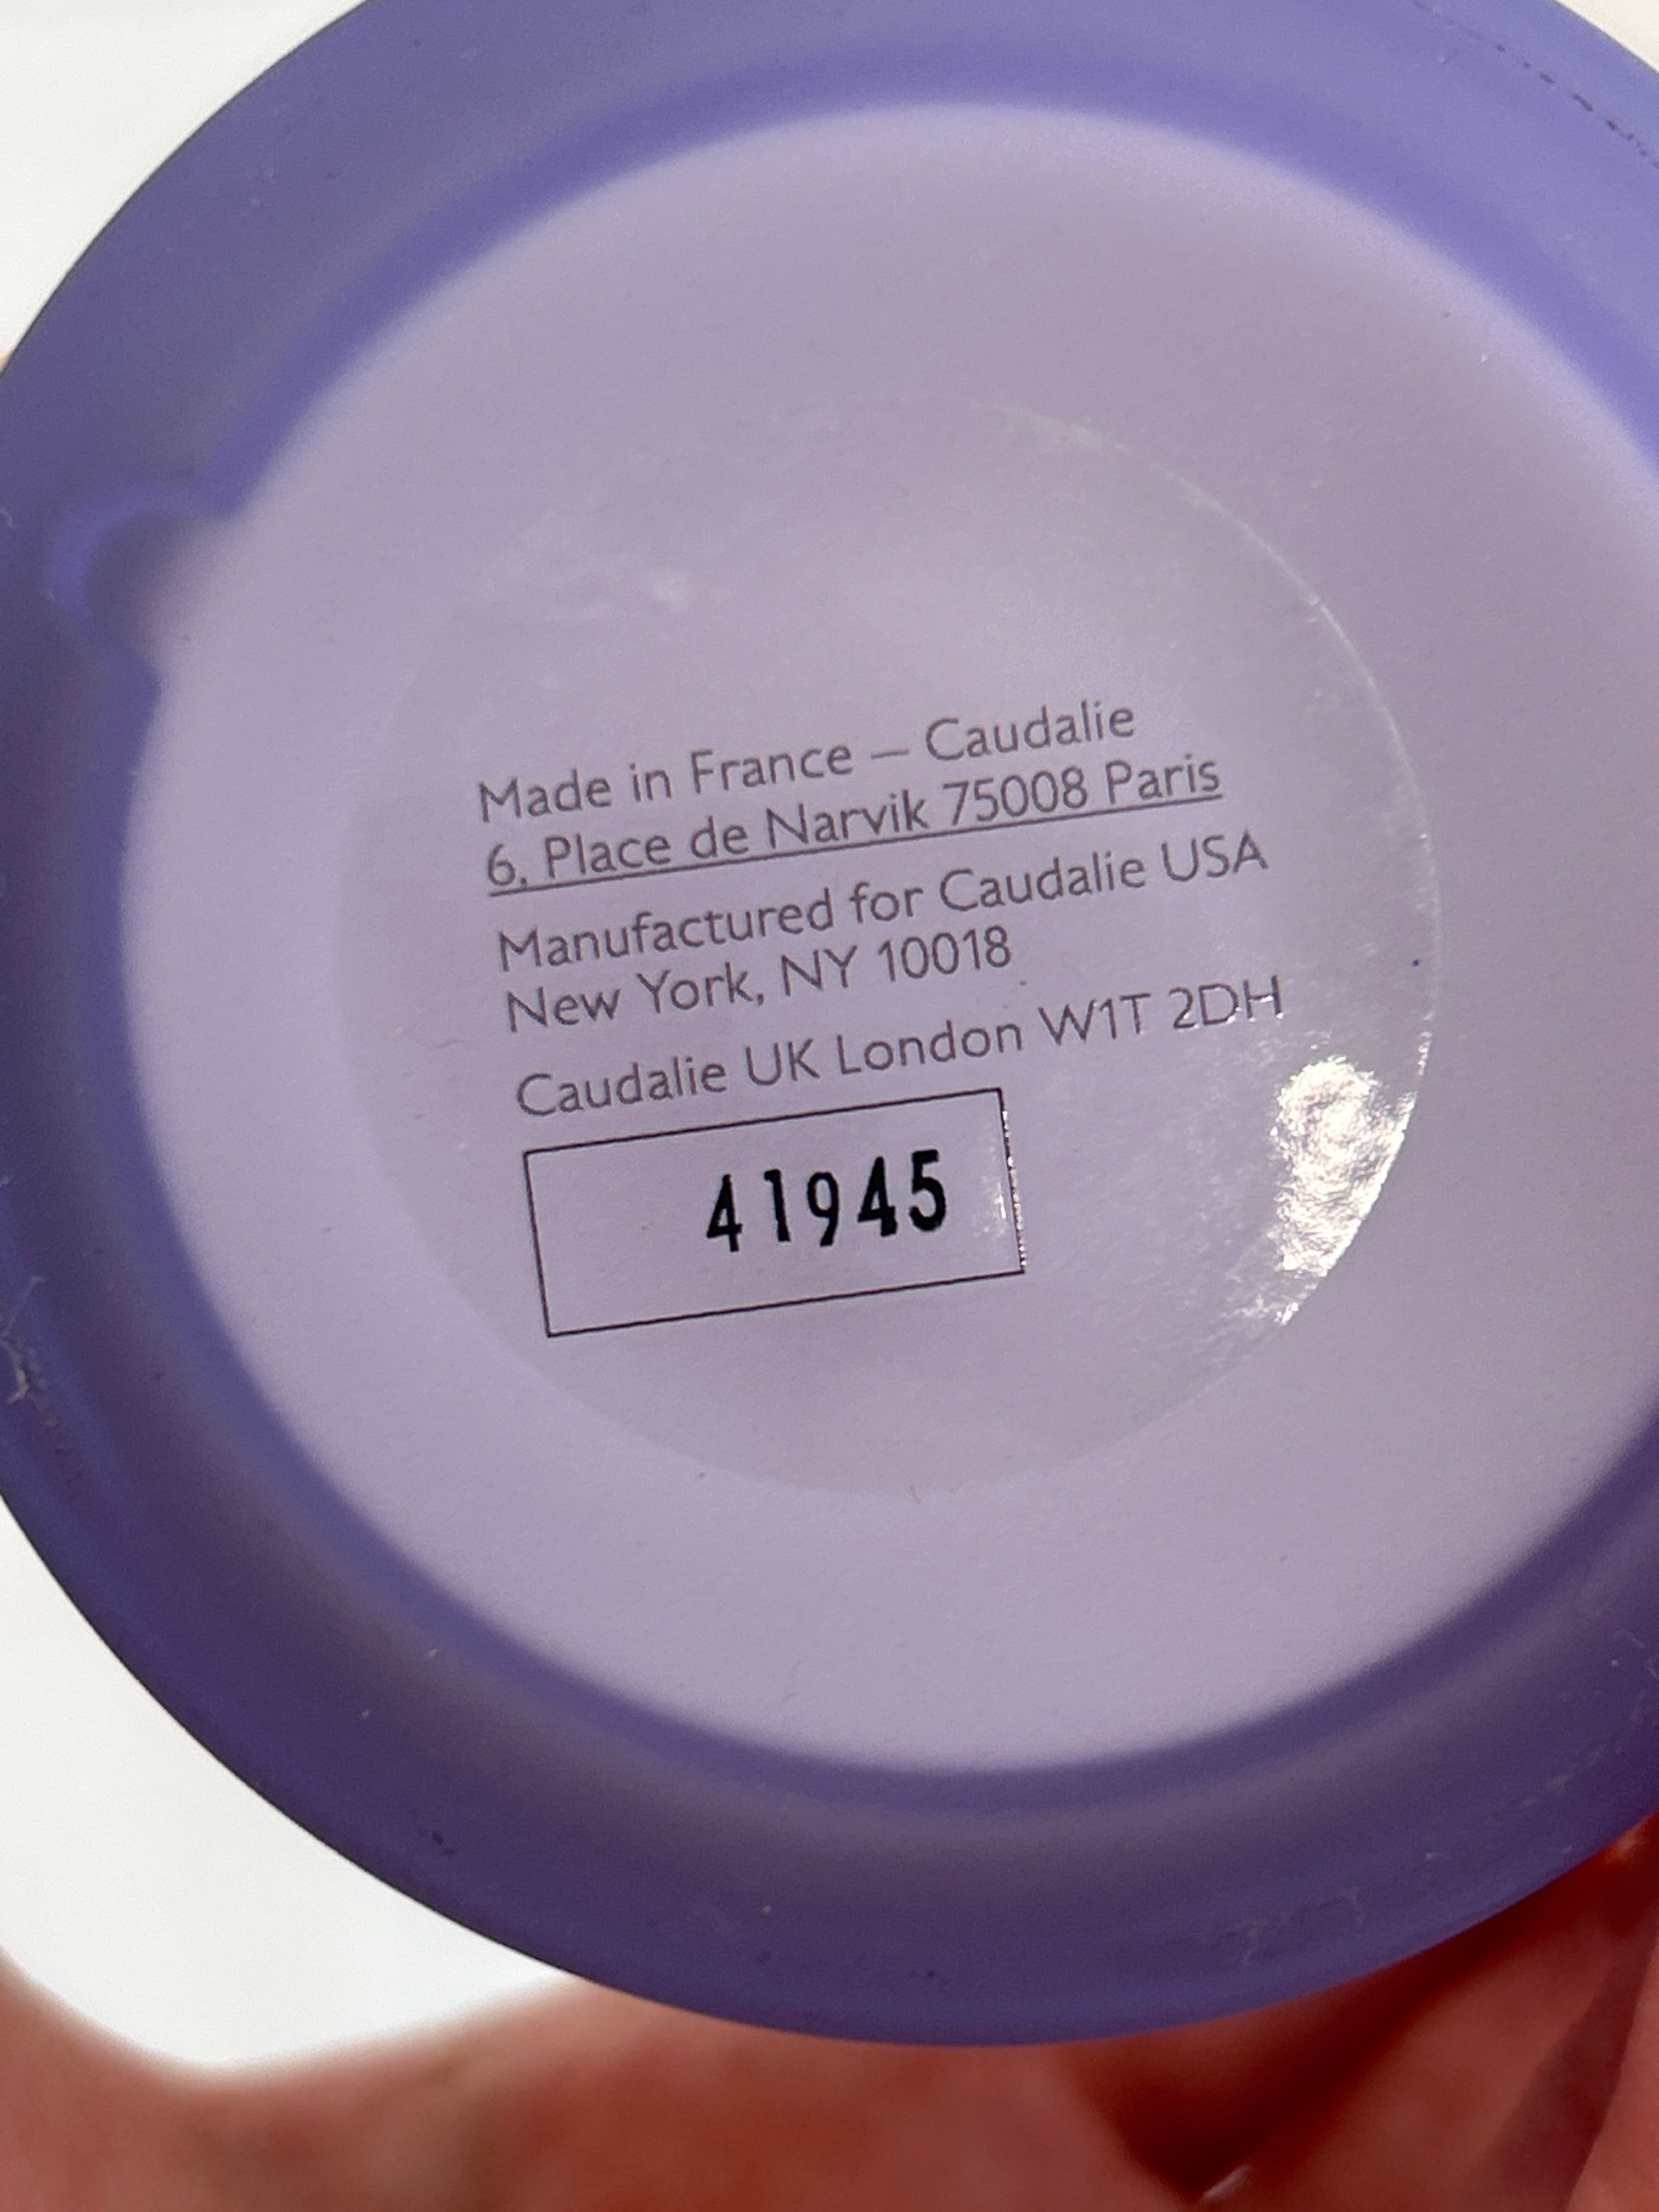 Made in France – Caudalie
6, Place de Narvik 75008 Paris
Manufactured for Caudalie USA
New York, NY 10018
Caudalie UK London W1T 2DH
41945